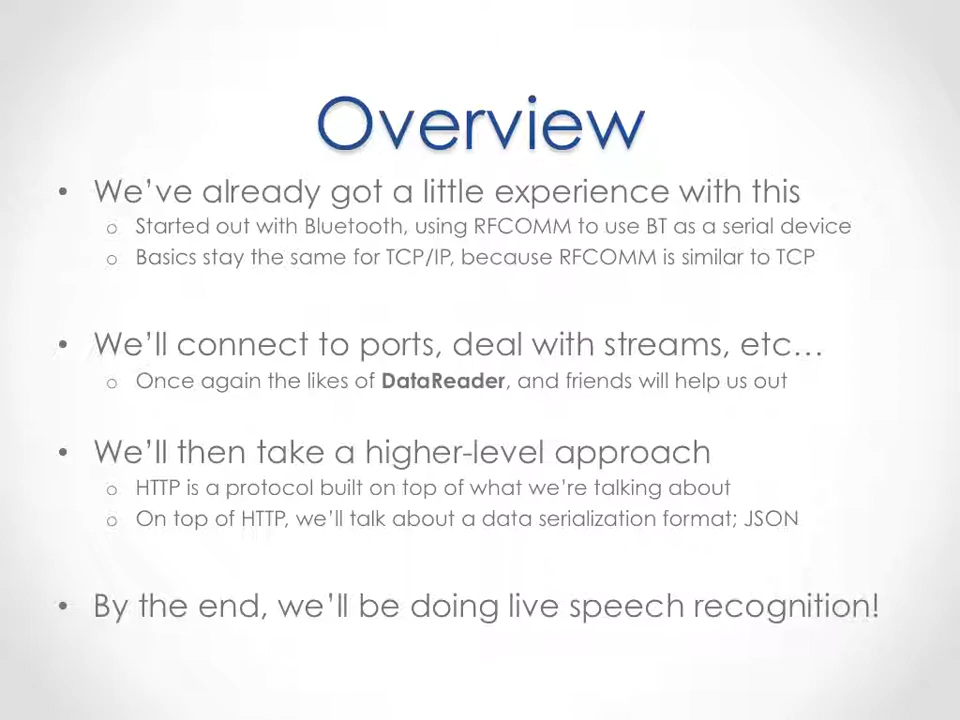 Overview
• We’ve already got a little experience with this
o Started out with Bluetooth, using RFCOMM to use BT as a serial device
o Basics stay the same for TCP/IP, because RFCOMM is similar to TCP
• We’ll connect to ports, deal with streams, etc…
o Once again the likes of DataReader, and friends will help us out
• We’ll then take a higher-level approach
o HTTP is a protocol built on top of what we’re talking about
o On top of HTTP, we’ll talk about a data serialization format; JSON
• By the end, we’ll be doing live speech recognition!